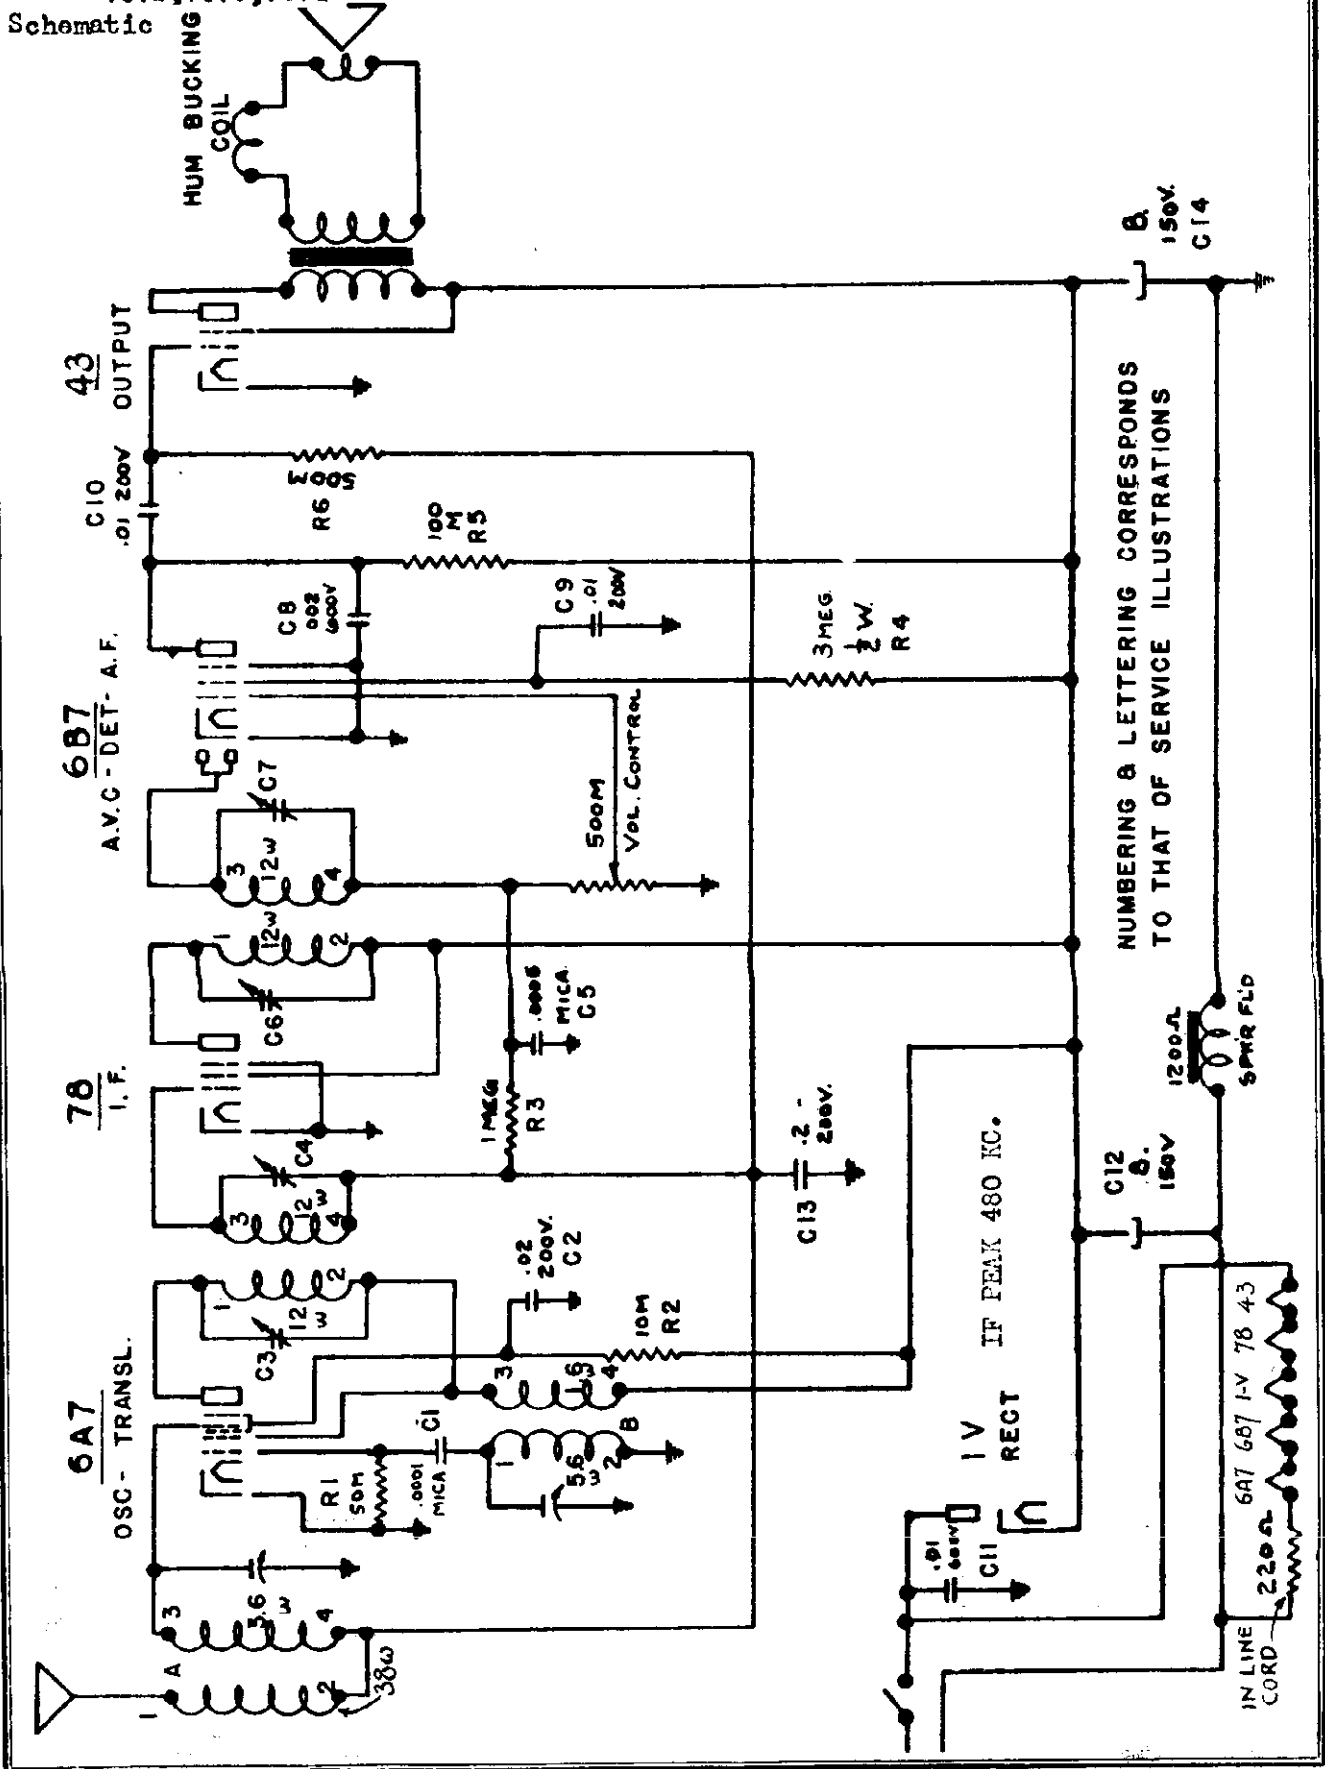 Schematic
HUM BUCKING
COIL
43
OUTPUT
C10
.01 200V
500M
R6
100
M
R5
6B7
A.V.C-DET- A.F.
C8
.002
600V
C9
.01
200V
3 MEG.
1/2 W.
R4
C7
3
12W
4
500M
VOL. CONTROL
1
12W
2
C6
78
I.F.
.0005
MICA.
C5
1 MEG
R3
C4
3
12
W
4
C13
.2 -
200V.
.02
200V.
C2
1
12
W
2
C3
10M
R2
6A7
OSC- TRANSL.
3
1.6
W
4
C1
.0001
MICA
R1
50M
1
5.6
W
2
B
3
3.6
W
4
1
A
2
38ω
8.
150V.
C14
NUMBERING & LETTERING CORRESPONDS
TO THAT OF SERVICE ILLUSTRATIONS
1200Ω
SPKR FL'D
C12
8.
150V
IF PEAK 480 KC.
1V
RECT
.01
600V
C11
6A7 6B7 1-V 78 43
220Ω
IN LINE
CORD